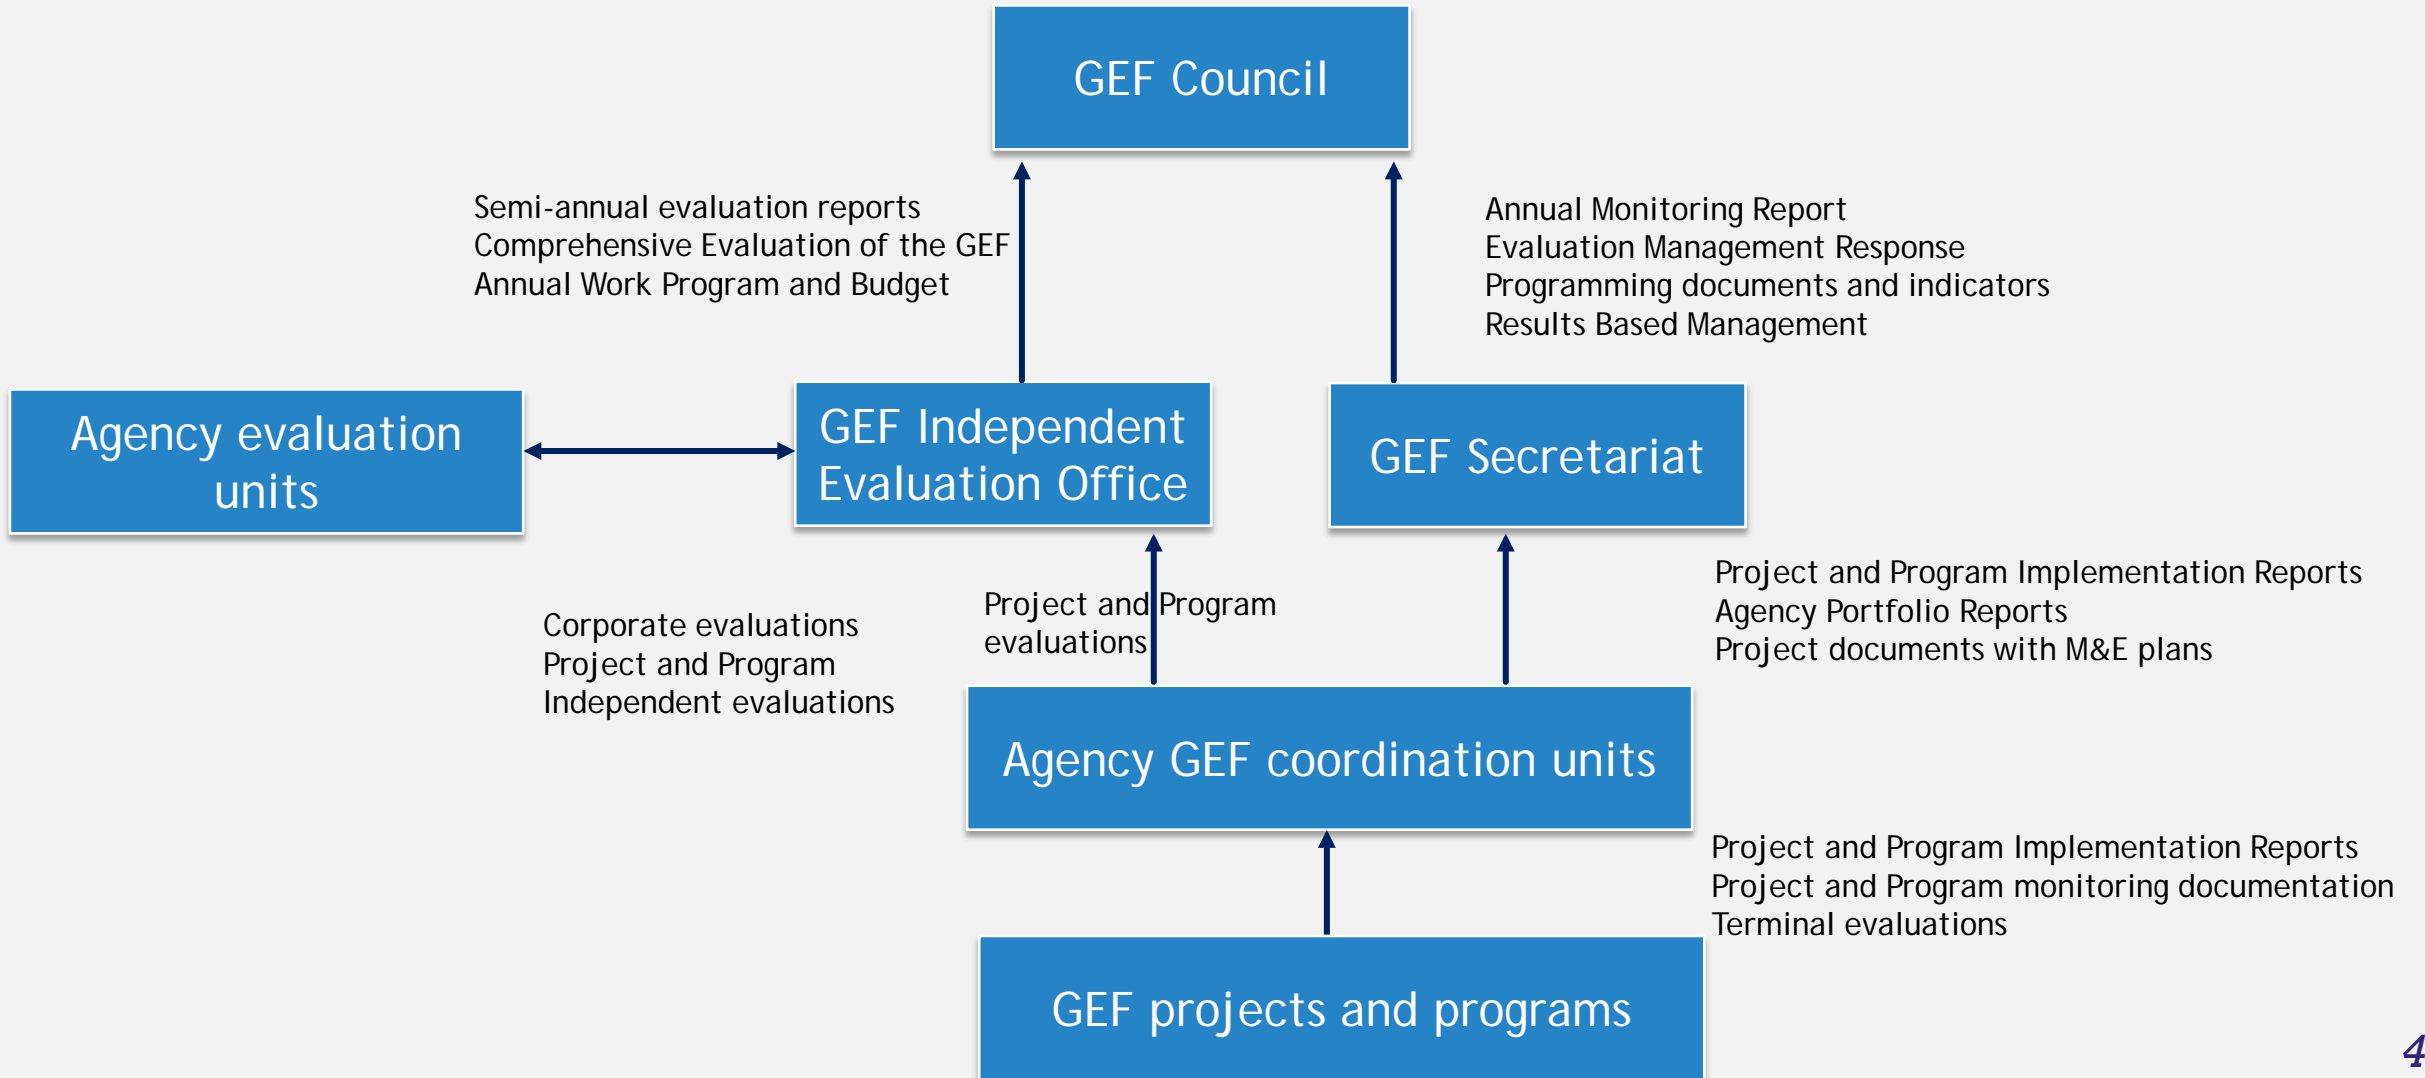 GEF Council
Semi-annual evaluation reports
Comprehensive Evaluation of the GEF
Annual Work Program and Budget
Annual Monitoring Report
Evaluation Management Response
Programming documents and indicators
Results Based Management
Agency evaluation
units
GEF Independent
Evaluation Office
GEF Secretariat
Corporate evaluations
Project and Program
Independent evaluations
Project and Program
evaluations
Project and Program Implementation Reports
Agency Portfolio Reports
Project documents with M&E plans
Agency GEF coordination units
Project and Program Implementation Reports
Project and Program monitoring documentation
Terminal evaluations
GEF projects and programs
4